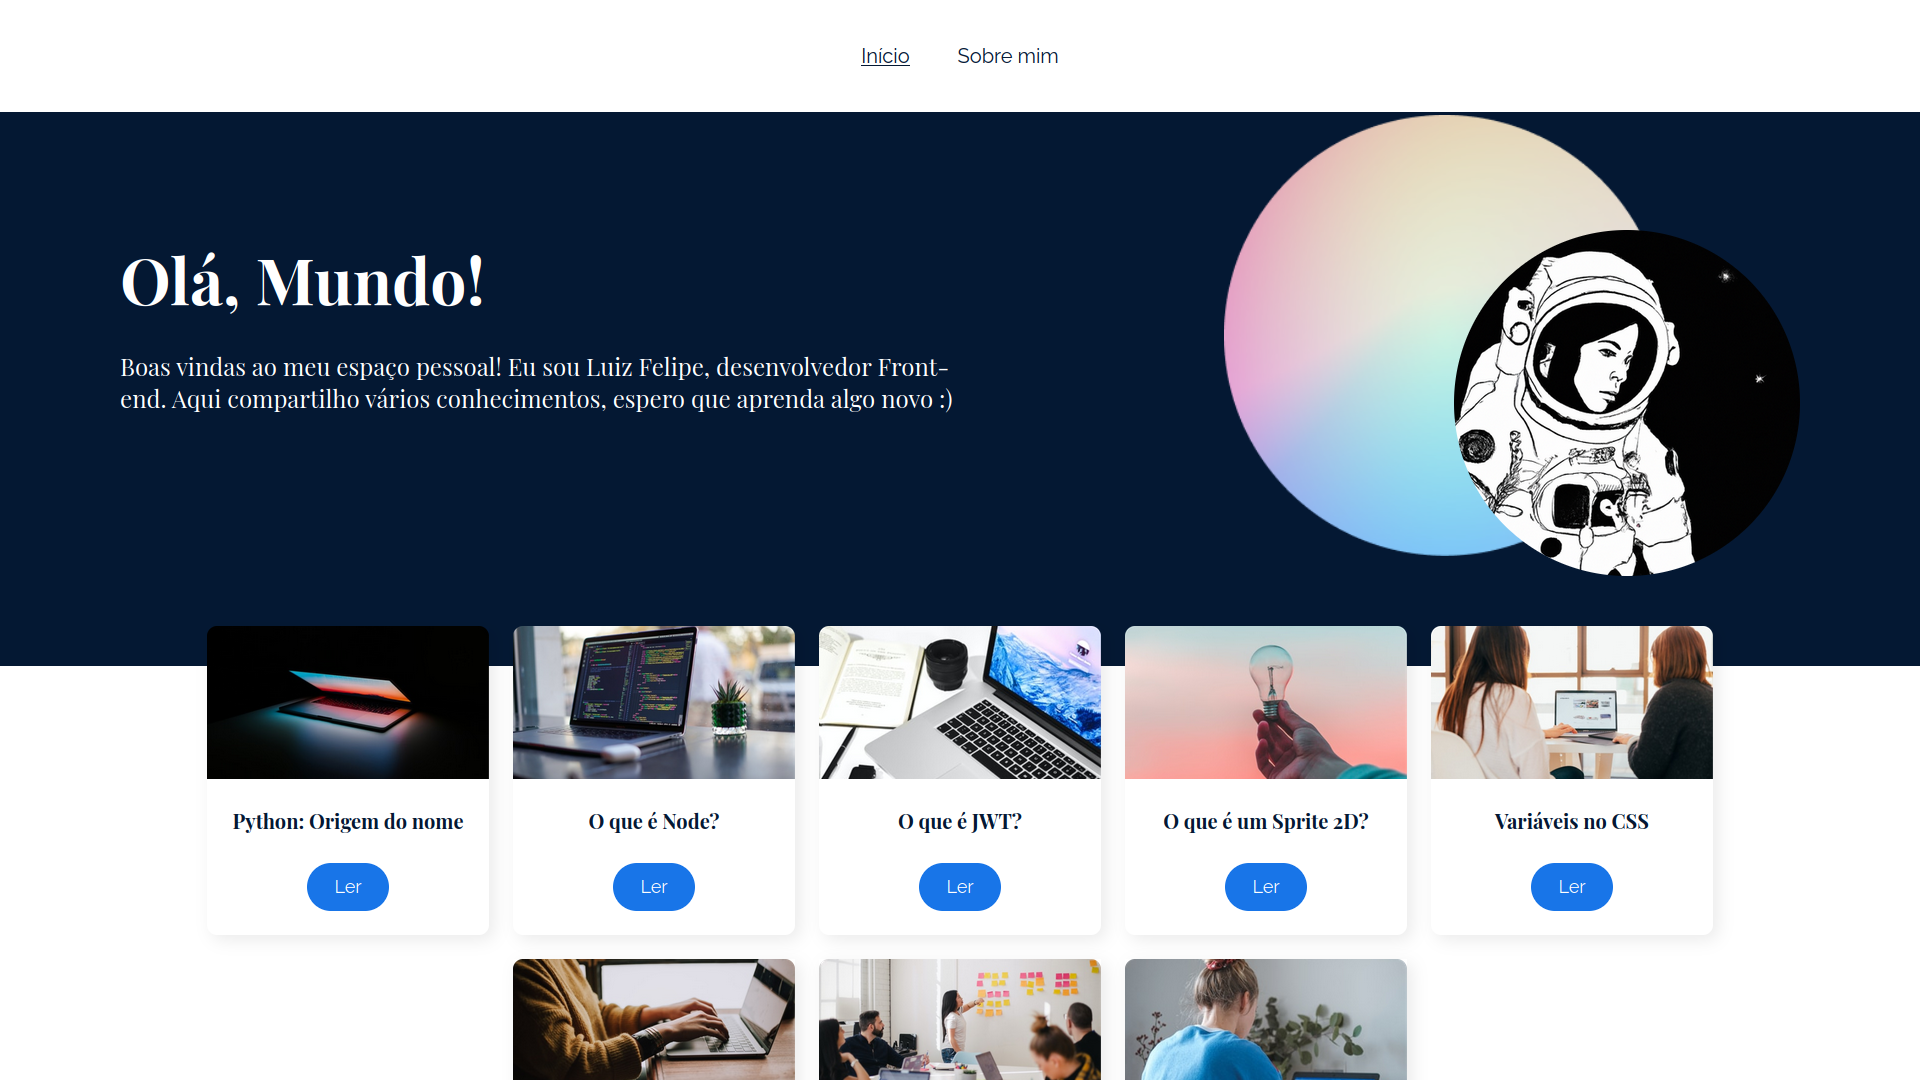 Início
Sobre mim
Olá, Mundo!
Boas vindas ao meu espaço pessoal! Eu sou Luiz Felipe, desenvolvedor Front-
end. Aqui compartilho vários conhecimentos, espero que aprenda algo novo :)
Python: Origem do nome
Ler
O que é Node?
Ler
O que é JWT?
Ler
O que é um Sprite 2D?
Ler
Variáveis no CSS
Ler